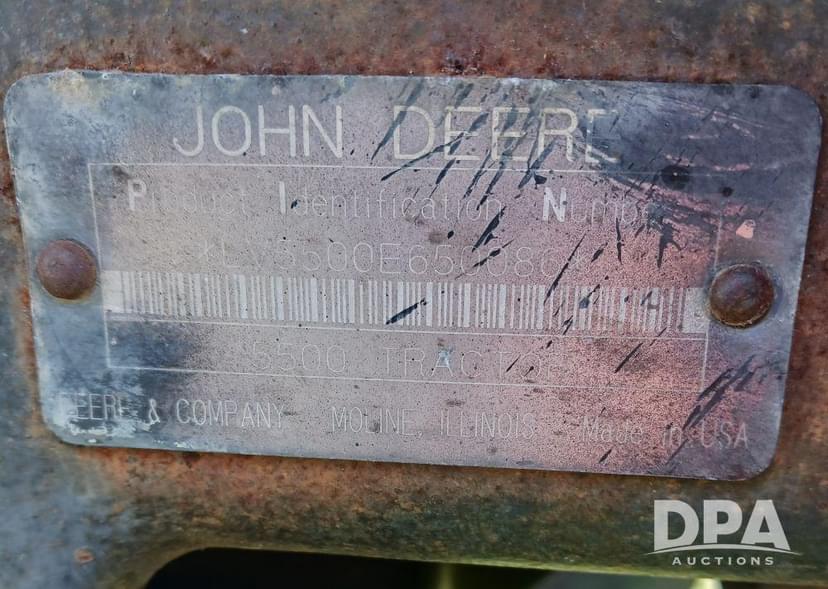 JOHN DEERE
Product Identification Number
5500 TRACTOR
DEERE & COMPANY MOLINE, ILLINOIS Made in USA
DPA
AUCTIONS